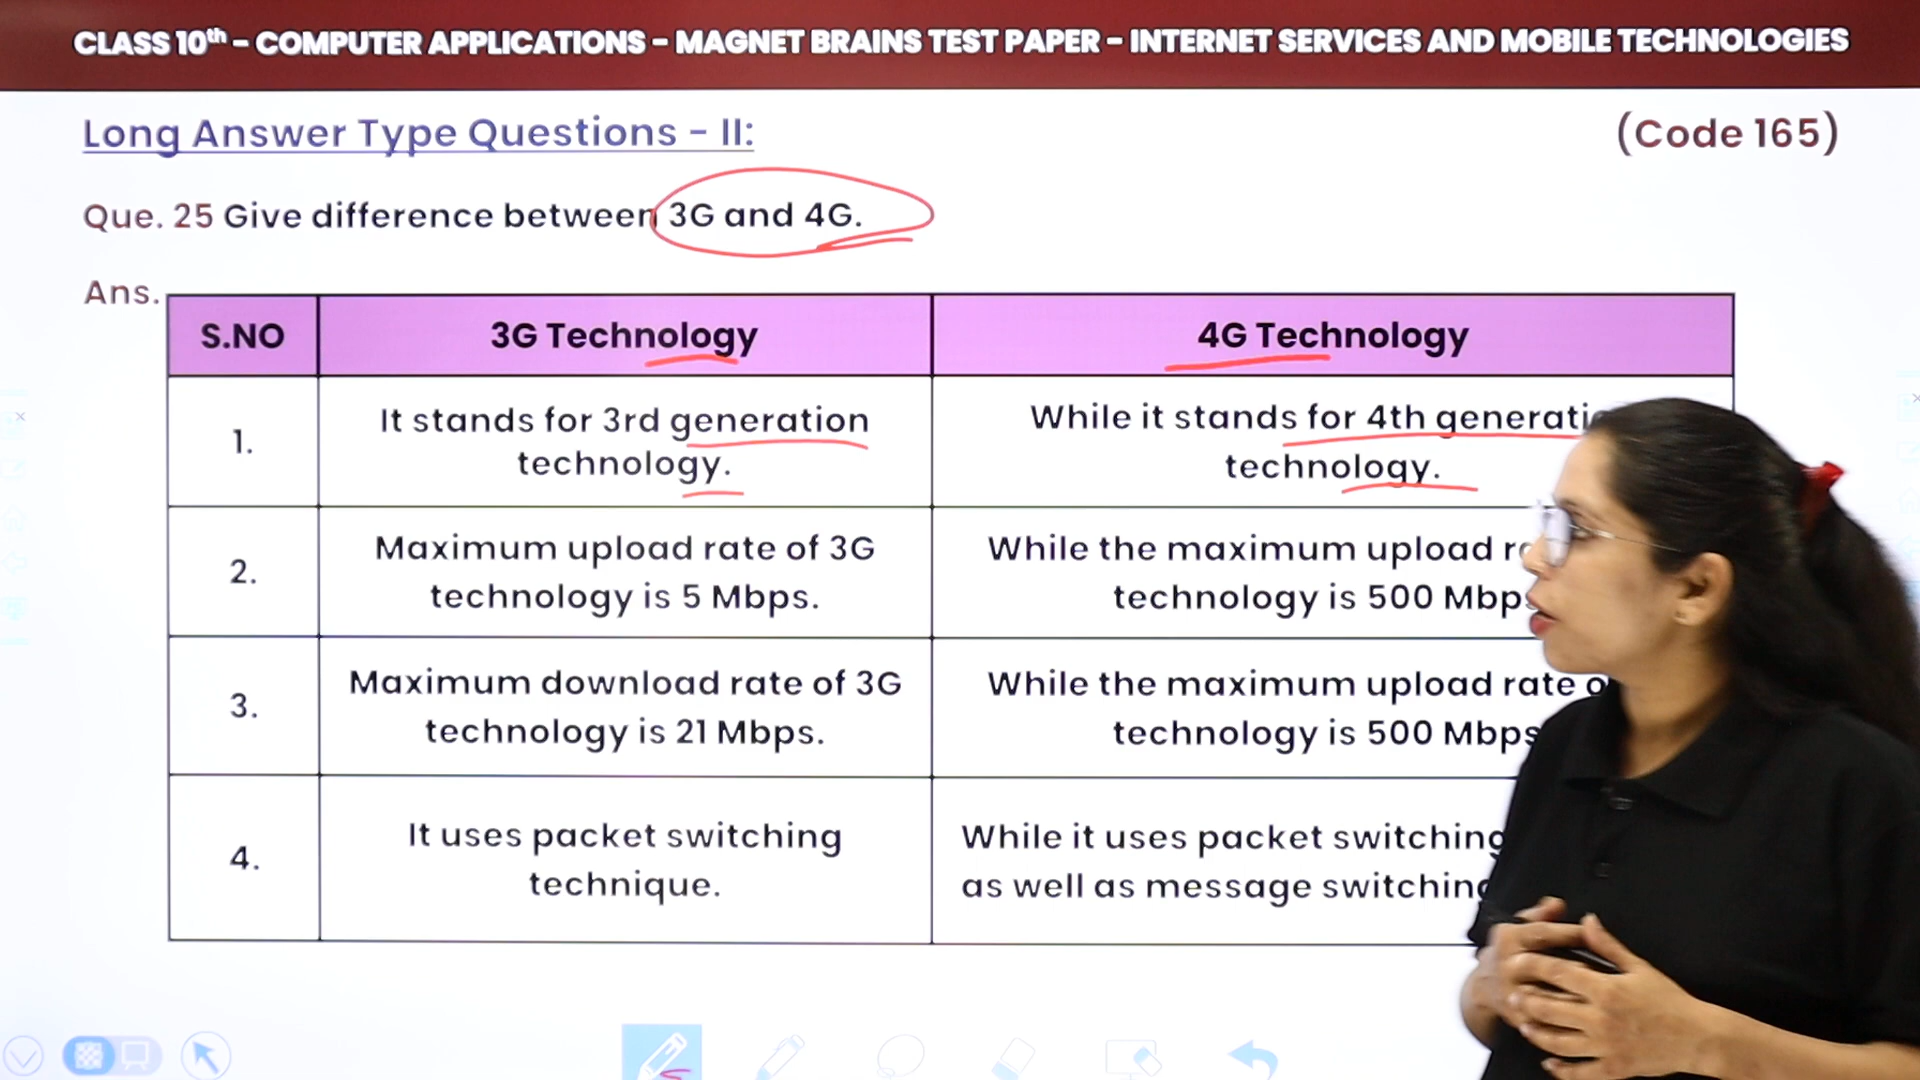 CLASS 10th - COMPUTER APPLICATIONS - MAGNET BRAINS TEST PAPER - INTERNET SERVICES AND MOBILE TECHNOLOGIES
Long Answer Type Questions - II:
(Code 165)
Que. 25 Give difference between 3G and 4G.
Ans.
S.NO
3G Technology
4G Technology
1.
It stands for 3rd generation
technology.
While it stands for 4th
technology.
2.
Maximum upload rate of 3G
technology is 5 Mbps.
While the maximum upload
technology is 500 Mbps
3.
Maximum download rate of 3G
technology is 21 Mbps.
While the maximum upload rate
technology is 500 Mbps
4.
It uses packet switching
technique.
While it uses packet switching
as well as message switching